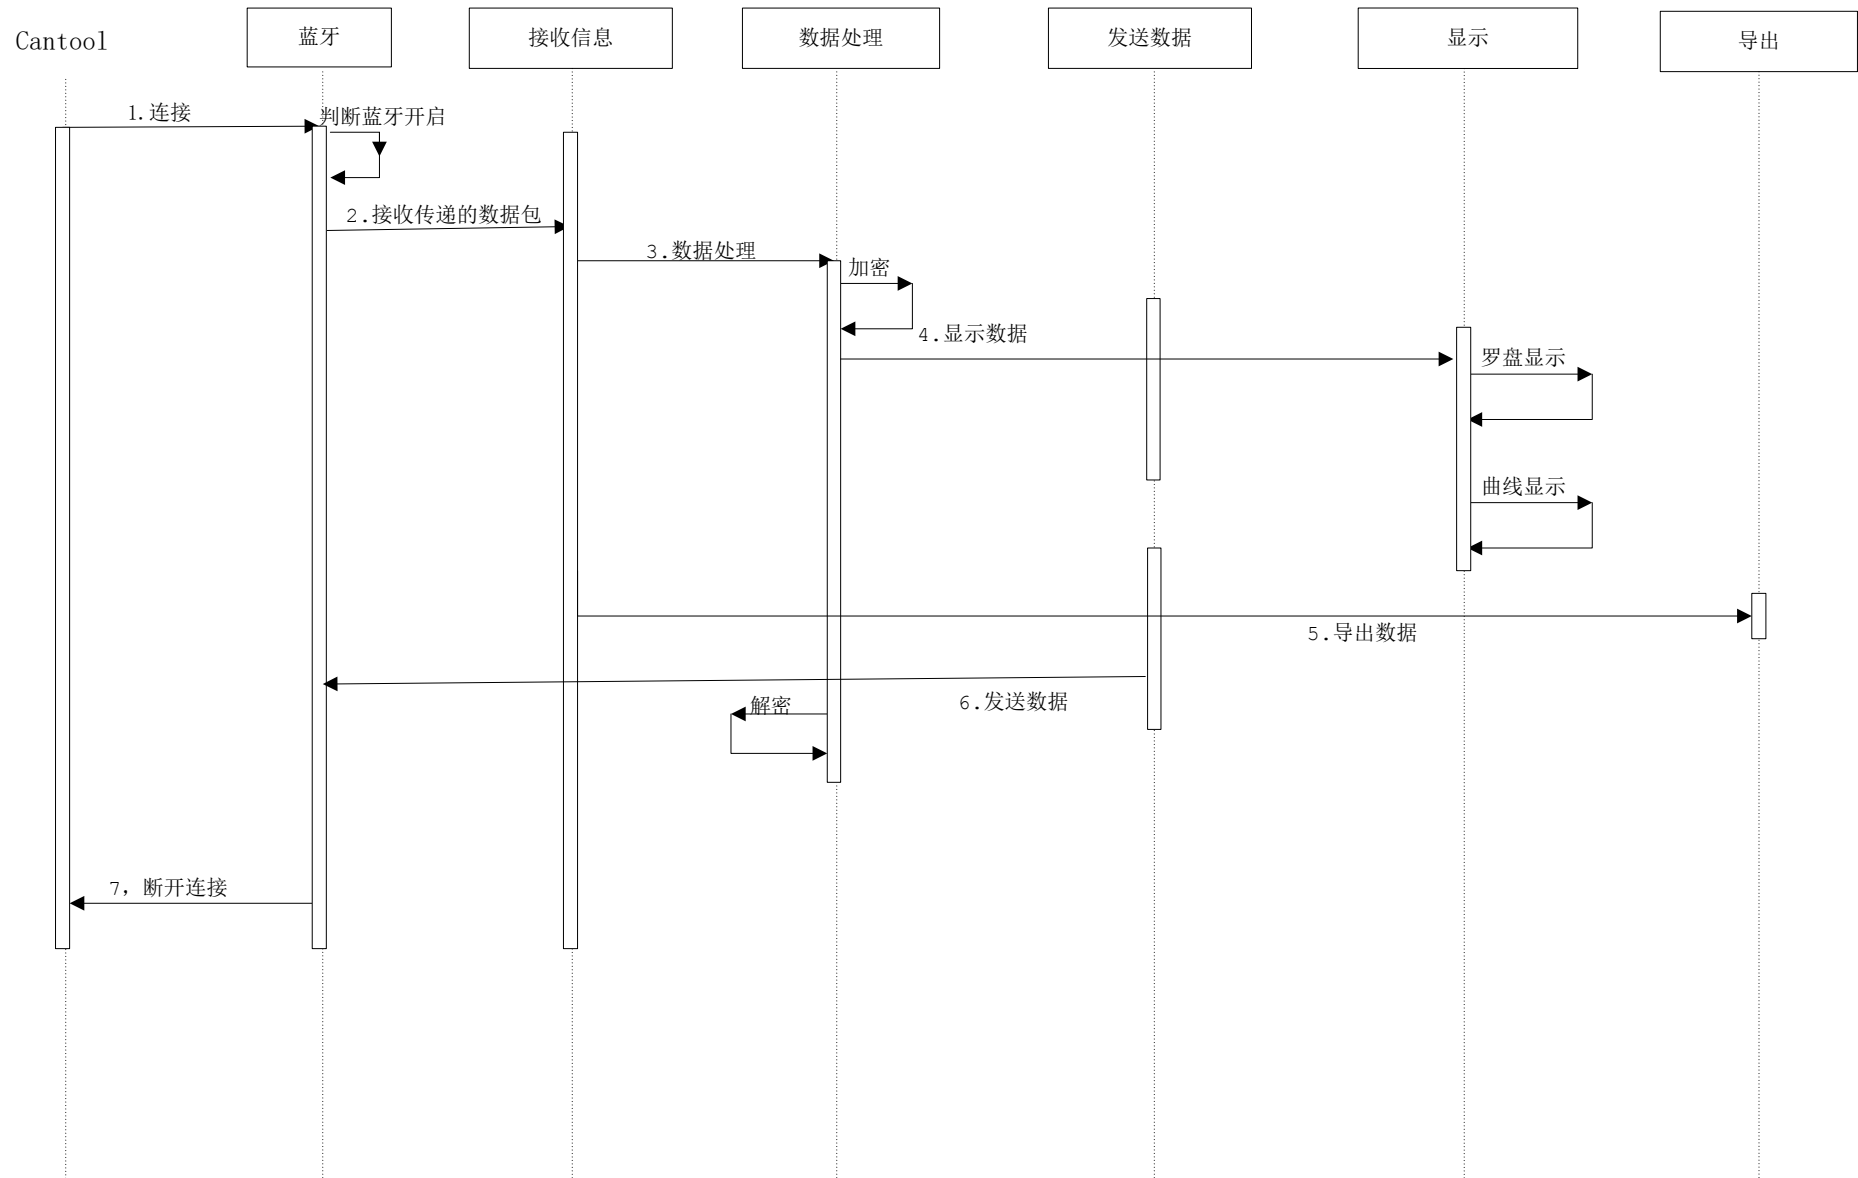 Cantool
蓝牙
接收信息
数据处理
发送数据
显示
导出
1.连接
判断蓝牙开启
2.接收传递的数据包
3.数据处理
加密
4.显示数据
罗盘显示
曲线显示
5.导出数据
6.发送数据
解密
7，断开连接